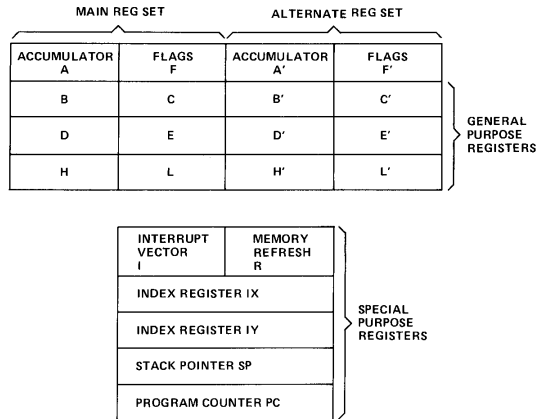 MAIN REG SET
ALTERNATE REG SET
ACCUMULATOR
A
FLAGS
F
ACCUMULATOR
A'
FLAGS
F'
B
C
B'
C'
D
E
D'
E'
H
L
H'
L'
GENERAL
PURPOSE
REGISTERS
INTERRUPT
VECTOR
I
MEMORY
REFRESH
R
INDEX REGISTER IX
INDEX REGISTER IY
STACK POINTER SP
PROGRAM COUNTER PC
SPECIAL
PURPOSE
REGISTERS